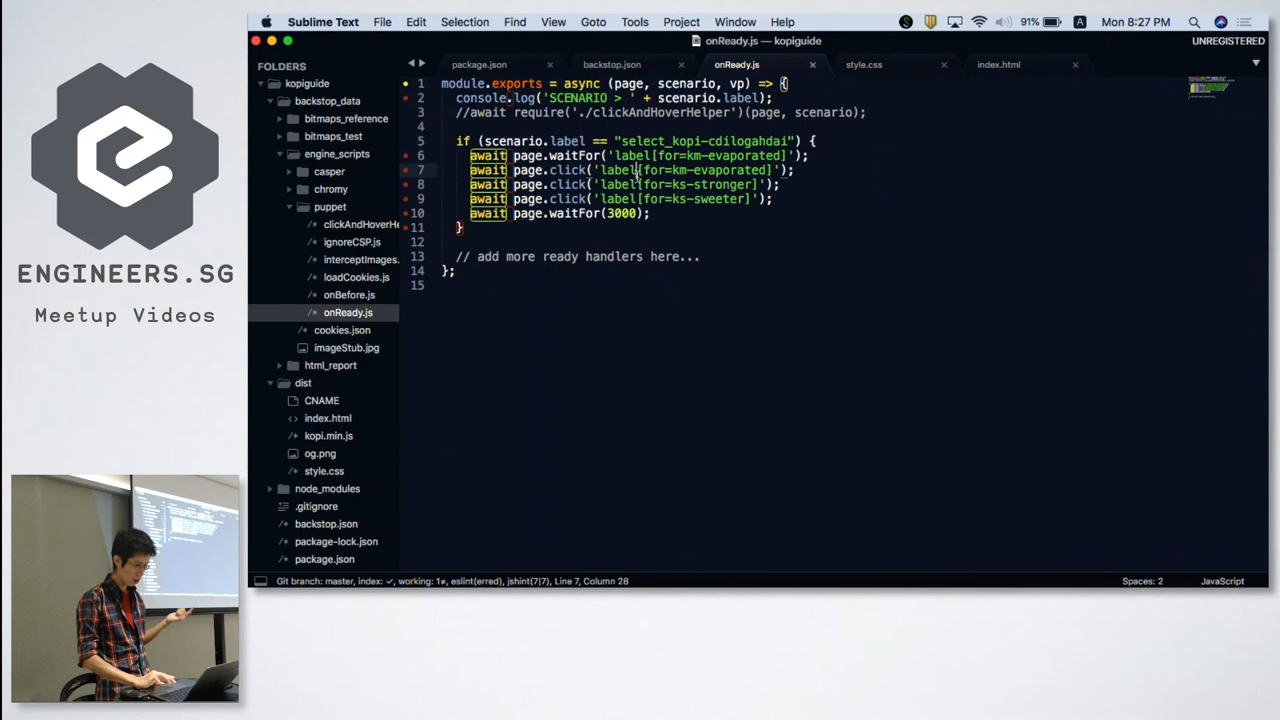 Sublime Text File Edit Selection Find View Goto Tools Project Window Help
91% A Mon 8:27 PM
onReady.js — kopiguide
UNREGISTERED
FOLDERS
kopiguide
backstop_data
bitmaps_reference
bitmaps_test
engine_scripts
casper
chromy
puppet
/* clickAndHoverHe
/* ignoreCSP.js
/* interceptImages.
/* loadCookies.js
/* onBefore.js
/* onReady.js
/* cookies.json
imageStub.jpg
html_report
dist
CNAME
<> index.html
/* kopi.min.js
og.png
/* style.css
node_modules
.gitignore
/* backstop.json
/* package-lock.json
/* package.json
package.json × backstop.json × onReady.js × style.css × index.html ×
1 module.exports = async (page, scenario, vp) => {
2 console.log('SCENARIO > ' + scenario.label);
3 //await require('./clickAndHoverHelper')(page, scenario);
4
5 if (scenario.label == "select_kopi-cdilogahdai") {
6 await page.waitFor('label[for=km-evaporated]');
7 await page.click('label[for=km-evaporated]');
8 await page.click('label[for=ks-stronger]');
9 await page.click('label[for=ks-sweeter]');
10 await page.waitFor(3000);
11 }
12
13 // add more ready handlers here...
14 };
15
Git branch: master, index: ✓, working: 1≠, eslint(erred), jshint(7|7), Line 7, Column 28
Spaces: 2
JavaScript
ENGINEERS.SG
Meetup Videos